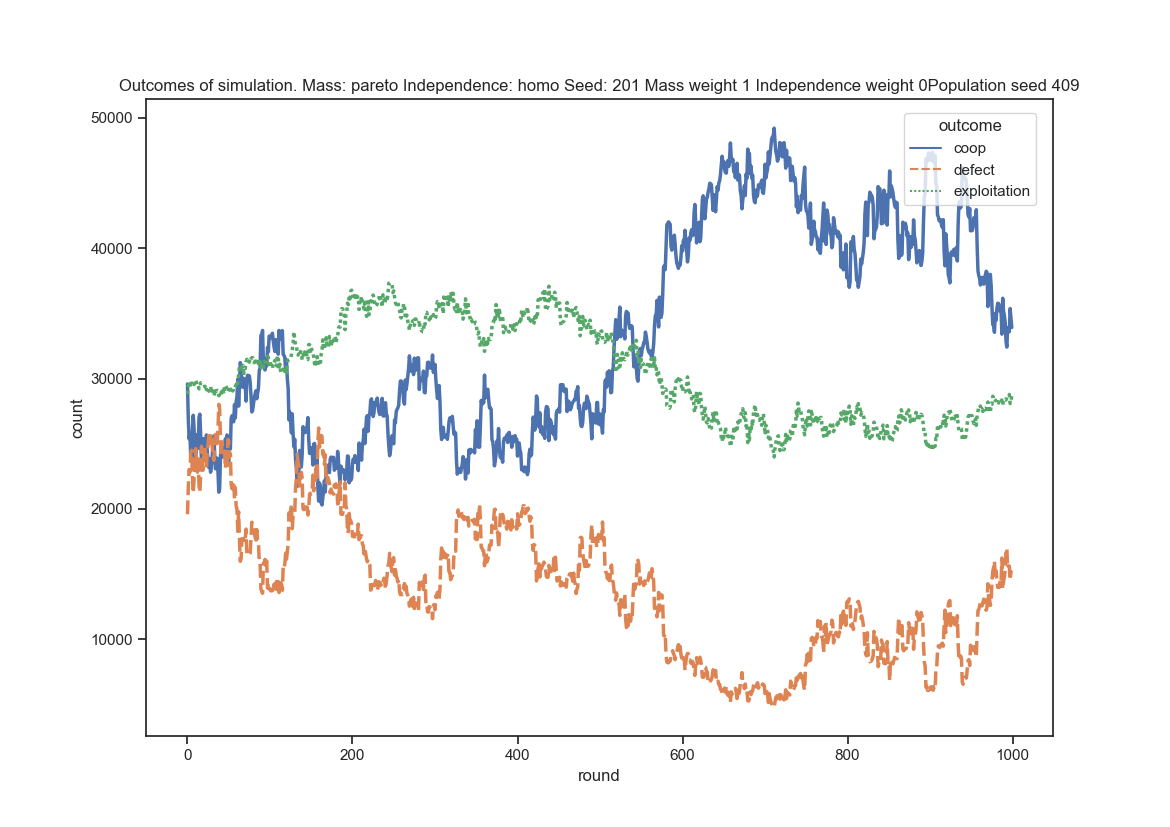 Outcomes of simulation. Mass: pareto Independence: homo Seed: 201 Mass weight 1 Independence weight 0Population seed 409
50000
40000
30000
20000
10000
count
outcome
coop
defect
exploitation
0
200
400
600
800
1000
round